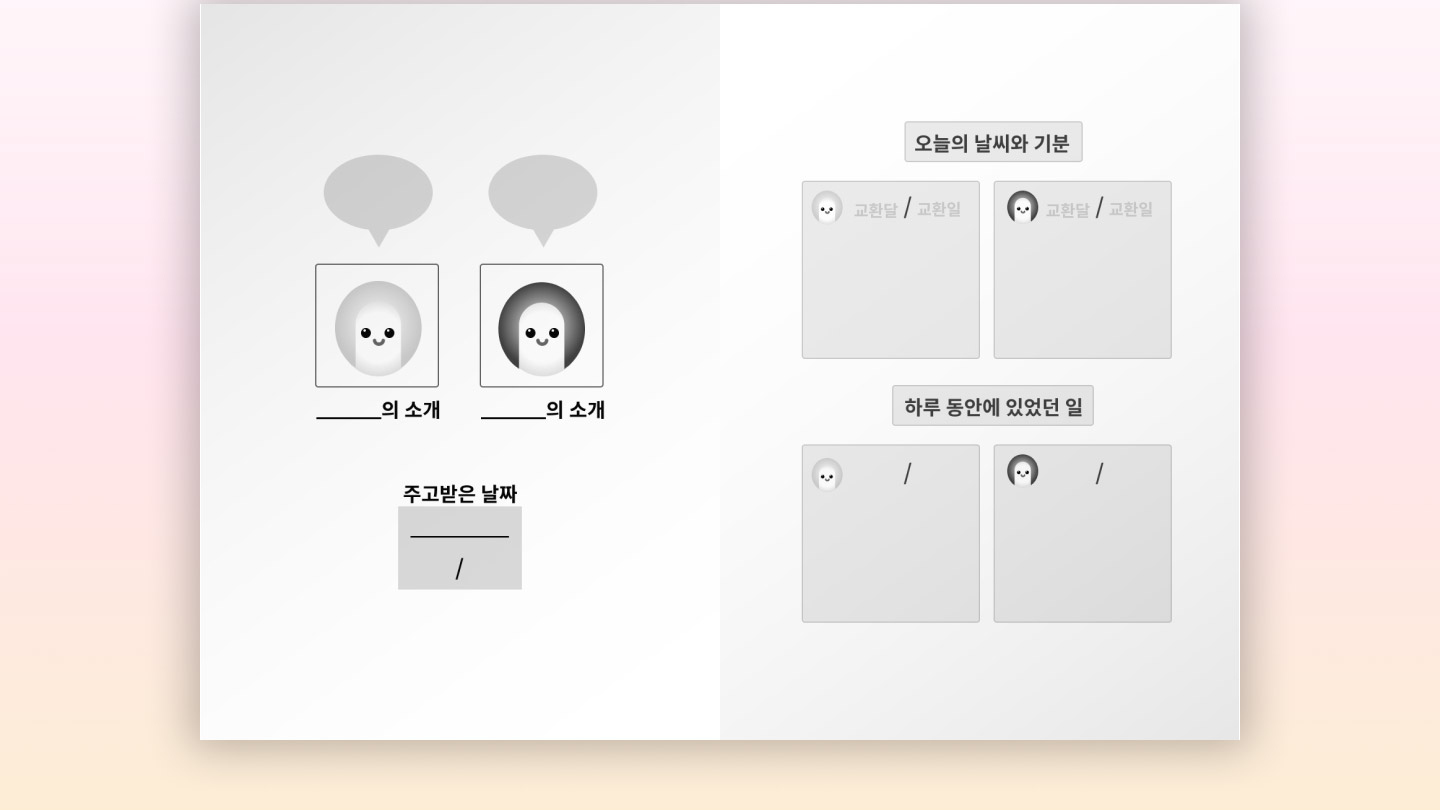 ______의 소개
______의 소개
주고받은 날짜
________
/
오늘의 날씨와 기분
교환달 / 교환일
교환달 / 교환일
하루 동안에 있었던 일
/
/